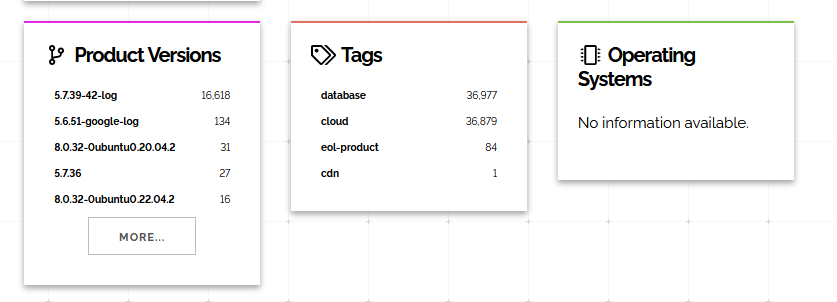 Product Versions
5.7.39-42-log 16,618
5.6.51-google-log 134
8.0.32-0ubuntu0.20.04.2 31
5.7.36 27
8.0.32-0ubuntu0.22.04.2 16
MORE...
Tags
database 36,977
cloud 36,879
eol-product 84
cdn 1
Operating
Systems
No information available.